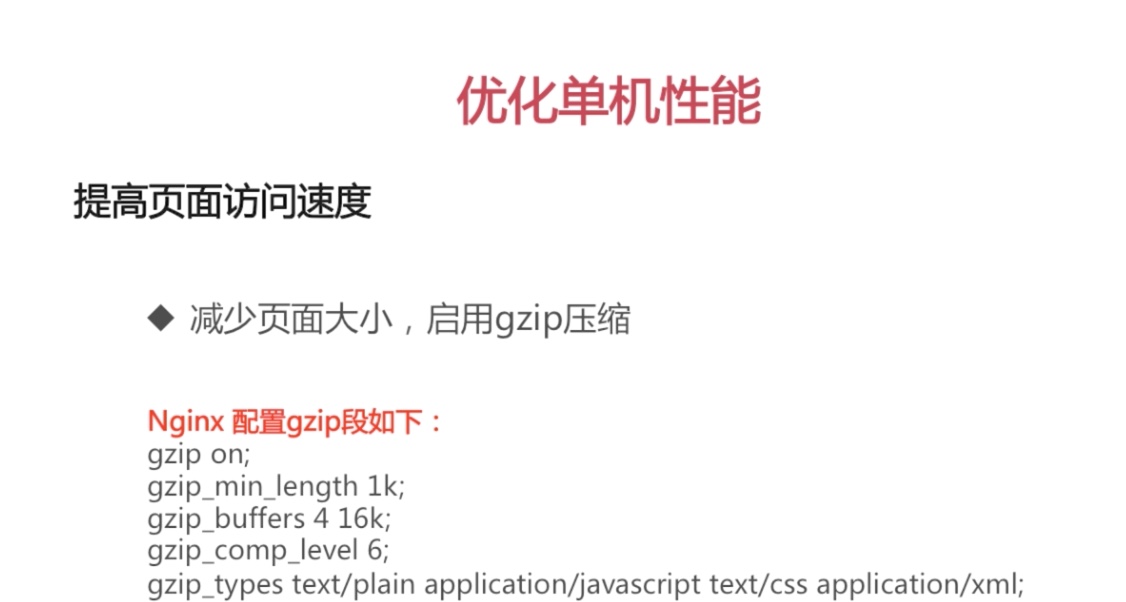 优化单机性能
提高页面访问速度
◆ 减少页面大小，启用gzip压缩
Nginx 配置gzip段如下：
gzip on;
gzip_min_length 1k;
gzip_buffers 4 16k;
gzip_comp_level 6;
gzip_types text/plain application/javascript text/css application/xml;